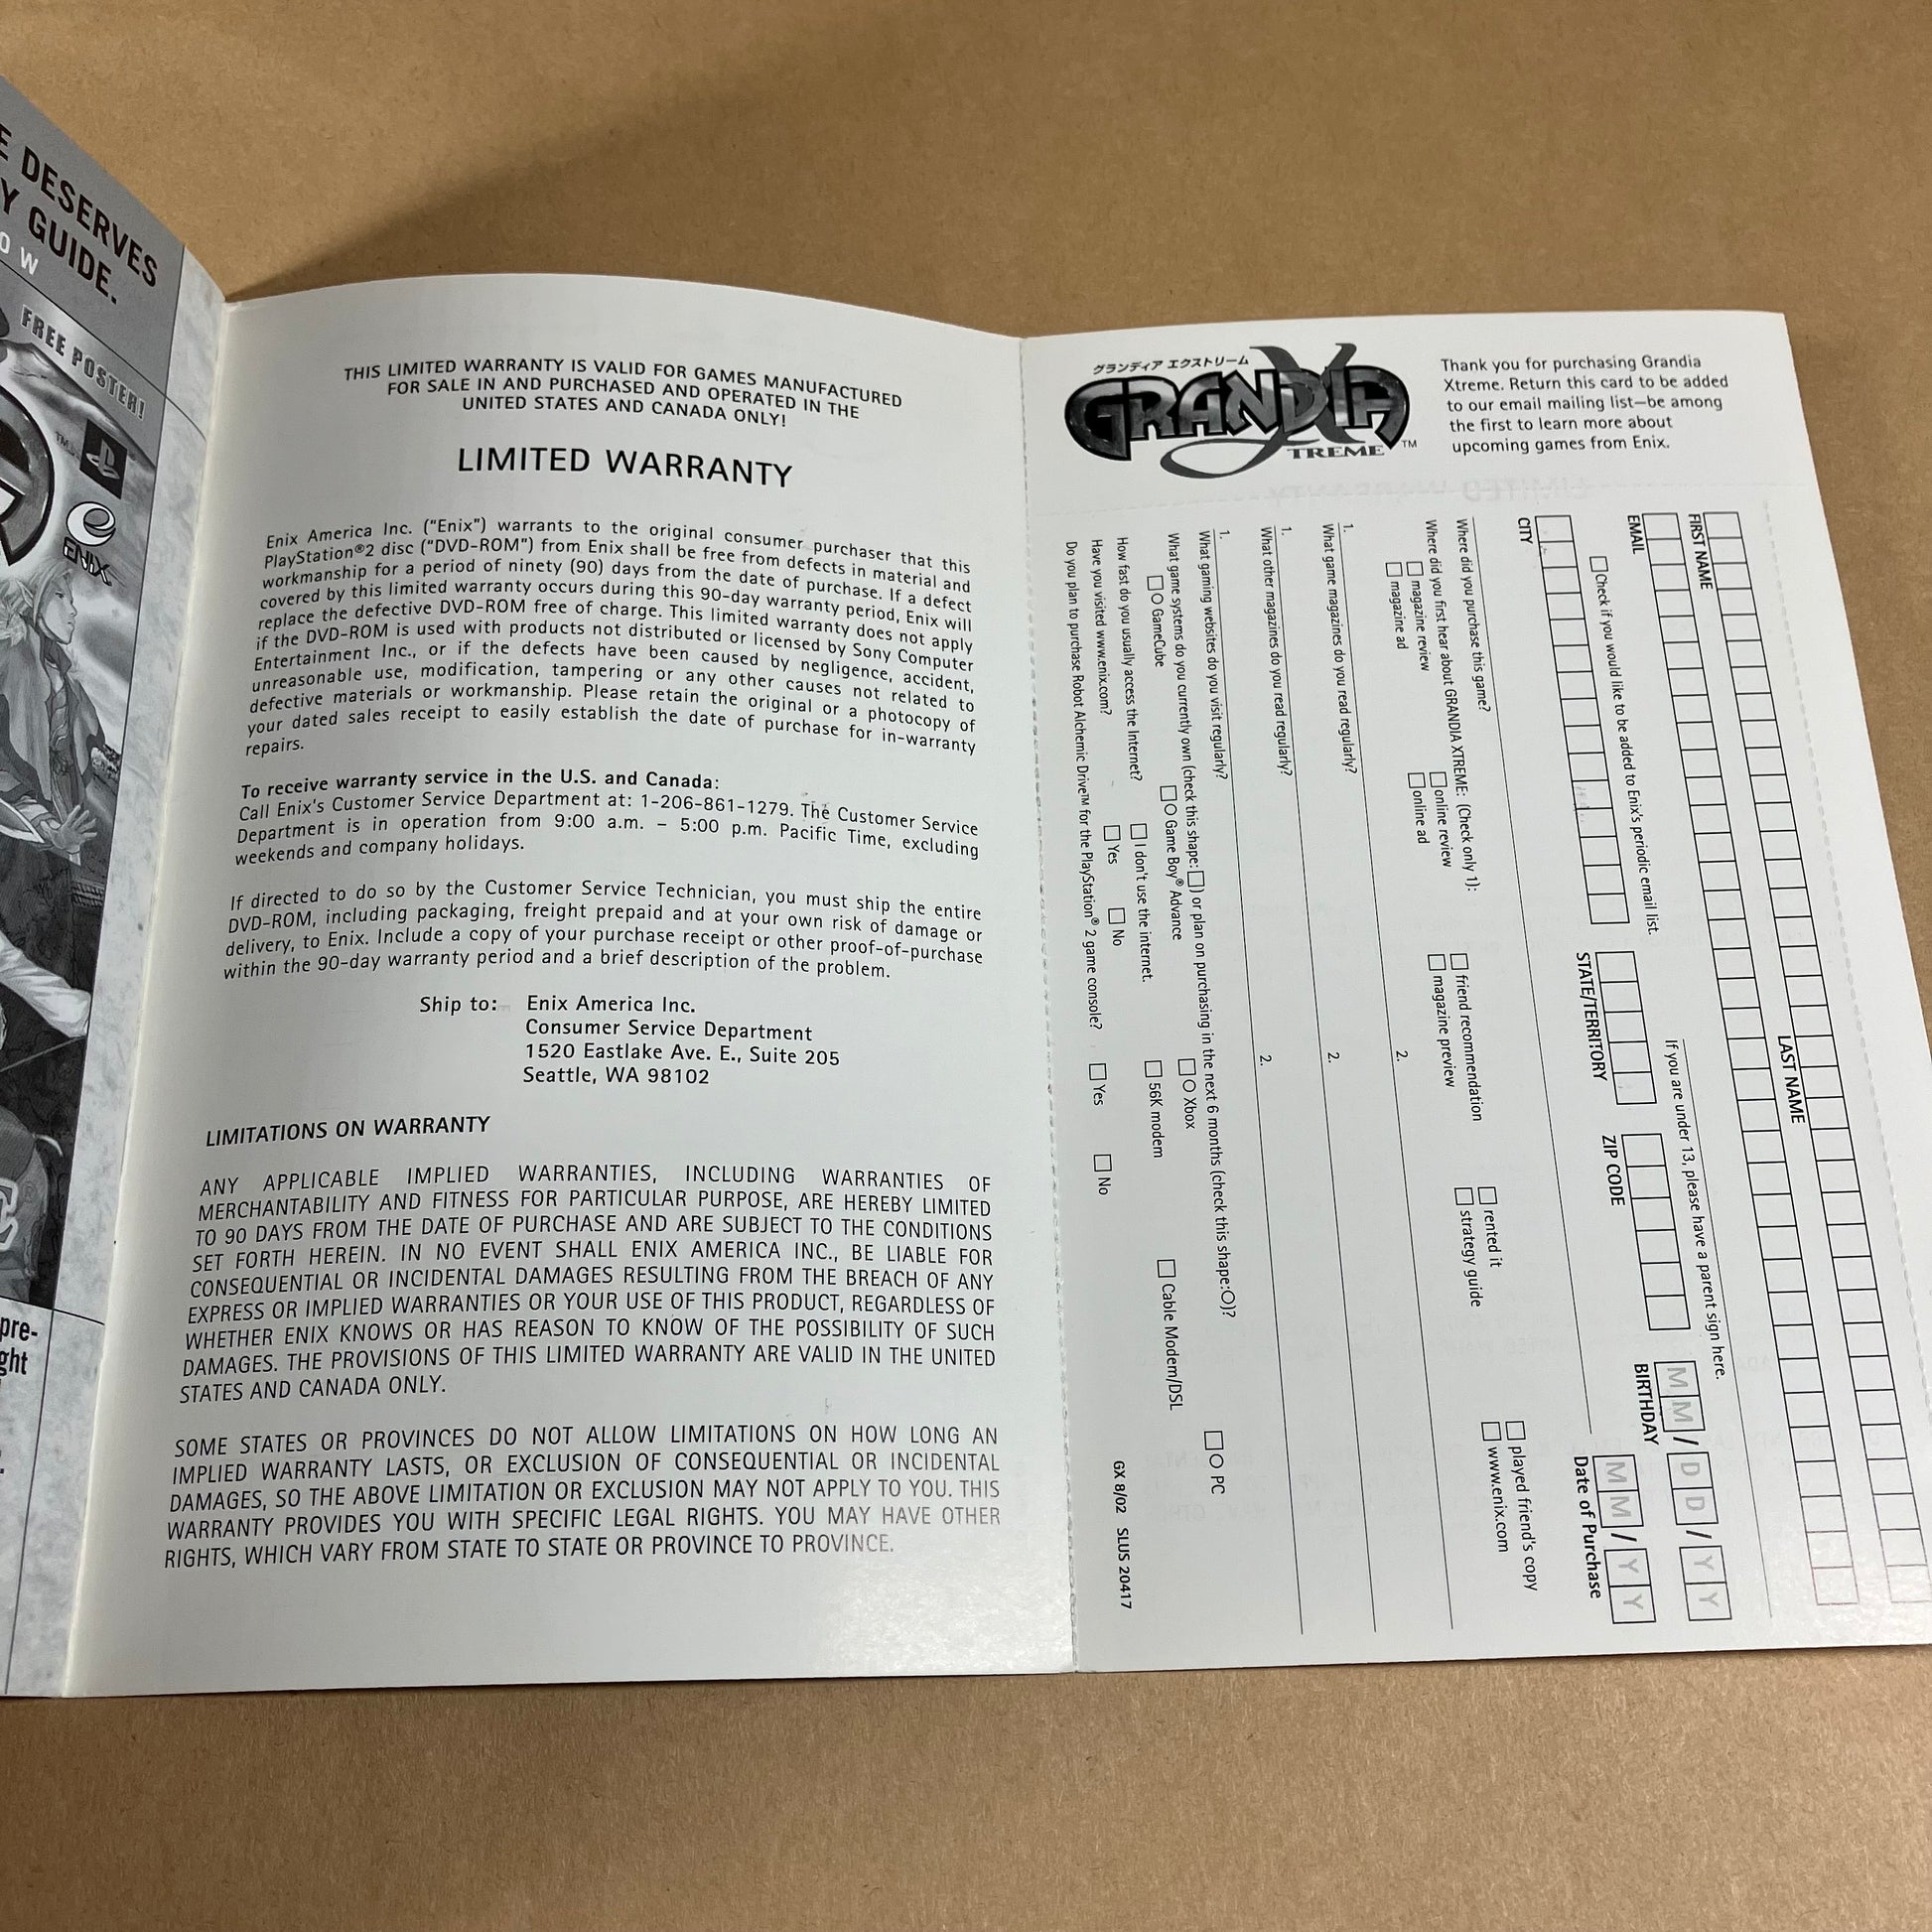 E DESERVES
Y GUIDE.
O W
FREE POSTER!
TM
ENIX
pre-
ght
THIS LIMITED WARRANTY IS VALID FOR GAMES MANUFACTURED
FOR SALE IN AND PURCHASED AND OPERATED IN THE
UNITED STATES AND CANADA ONLY!
LIMITED WARRANTY
Enix America Inc. (“Enix”) warrants to the original consumer purchaser that this
PlayStation®2 disc (“DVD-ROM”) from Enix shall be free from defects in material and
workmanship for a period of ninety (90) days from the date of purchase. If a defect
covered by this limited warranty occurs during this 90-day warranty period, Enix will
replace the defective DVD-ROM free of charge. This limited warranty does not apply
if the DVD-ROM is used with products not distributed or licensed by Sony Computer
Entertainment Inc., or if the defects have been caused by negligence, accident,
unreasonable use, modification, tampering or any other causes not related to
defective materials or workmanship. Please retain the original or a photocopy of
your dated sales receipt to easily establish the date of purchase for in-warranty
repairs.
To receive warranty service in the U.S. and Canada:
Call Enix's Customer Service Department at: 1-206-861-1279. The Customer Service
Department is in operation from 9:00 a.m. – 5:00 p.m. Pacific Time, excluding
weekends and company holidays.
If directed to do so by the Customer Service Technician, you must ship the entire
DVD-ROM, including packaging, freight prepaid and at your own risk of damage or
delivery, to Enix. Include a copy of your purchase receipt or other proof-of-purchase
within the 90-day warranty period and a brief description of the problem.
Ship to: Enix America Inc.
Consumer Service Department
1520 Eastlake Ave. E., Suite 205
Seattle, WA 98102
LIMITATIONS ON WARRANTY
ANY APPLICABLE IMPLIED WARRANTIES, INCLUDING WARRANTIES OF
MERCHANTABILITY AND FITNESS FOR PARTICULAR PURPOSE, ARE HEREBY LIMITED
TO 90 DAYS FROM THE DATE OF PURCHASE AND ARE SUBJECT TO THE CONDITIONS
SET FORTH HEREIN. IN NO EVENT SHALL ENIX AMERICA INC., BE LIABLE FOR
CONSEQUENTIAL OR INCIDENTAL DAMAGES RESULTING FROM THE BREACH OF ANY
EXPRESS OR IMPLIED WARRANTIES OR YOUR USE OF THIS PRODUCT, REGARDLESS OF
WHETHER ENIX KNOWS OR HAS REASON TO KNOW OF THE POSSIBILITY OF SUCH
DAMAGES. THE PROVISIONS OF THIS LIMITED WARRANTY ARE VALID IN THE UNITED
STATES AND CANADA ONLY.
SOME STATES OR PROVINCES DO NOT ALLOW LIMITATIONS ON HOW LONG AN
IMPLIED WARRANTY LASTS, OR EXCLUSION OF CONSEQUENTIAL OR INCIDENTAL
DAMAGES, SO THE ABOVE LIMITATION OR EXCLUSION MAY NOT APPLY TO YOU. THIS
WARRANTY PROVIDES YOU WITH SPECIFIC LEGAL RIGHTS. YOU MAY HAVE OTHER
RIGHTS, WHICH VARY FROM STATE TO STATE OR PROVINCE TO PROVINCE.
グランディア エクストリーム
GRANDIA
XTREME™
Thank you for purchasing Grandia
Xtreme. Return this card to be added
to our email mailing list—be among
the first to learn more about
upcoming games from Enix.
FIRST NAME LAST NAME
If you are under 13, please have a parent sign here.
EMAIL BIRTHDAY MM/DD/YY
Check if you would like to be added to Enix's periodic email list.
CITY STATE/TERRITORY ZIP CODE Date of Purchase MM/YY
Where did you purchase this game?
Where did you first hear about GRANDIA XTREME: (Check only 1):
magazine review online review friend recommendation rented it played friend's copy
magazine ad online ad magazine preview strategy guide www.enix.com
What game magazines do you read regularly?
1. 2.
What other magazines do you read regularly?
1. 2.
What gaming websites do you visit regularly?
1. 2.
What game systems do you currently own (check this shape:□) or plan on purchasing in the next 6 months (check this shape:○)?
GameCube Game Boy® Advance Xbox PC
How fast do you usually access the Internet? I don't use the internet. 56K modem Cable Modem/DSL
Have you visited www.enix.com? Yes No
Do you plan to purchase Robot Alchemic Drive™ for the PlayStation® 2 game console? Yes No
GX 8/02 SLUS 20417